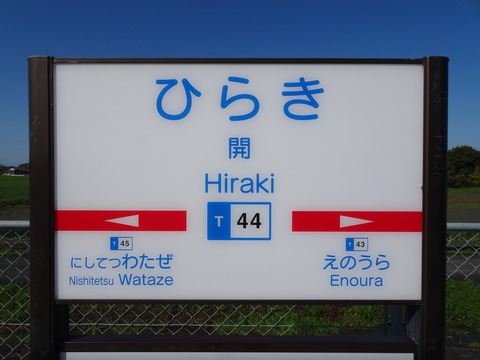 ひらき
開
Hiraki
T 44
T 45
にしてつわたぜ
Nishitetsu Wataze
T 43
えのうら
Enoura